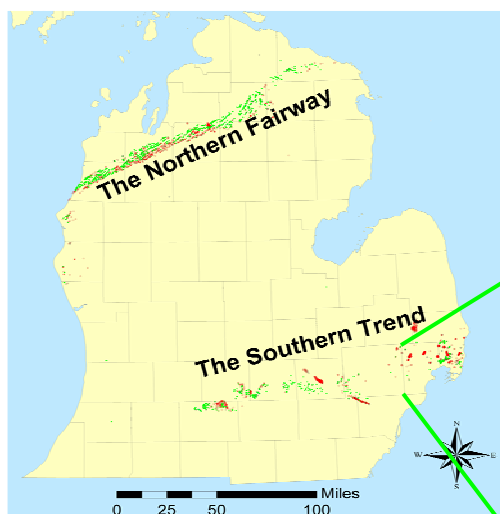 The Northern Fairway
The Southern Trend
N
W E
S
Miles
0 25 50 100